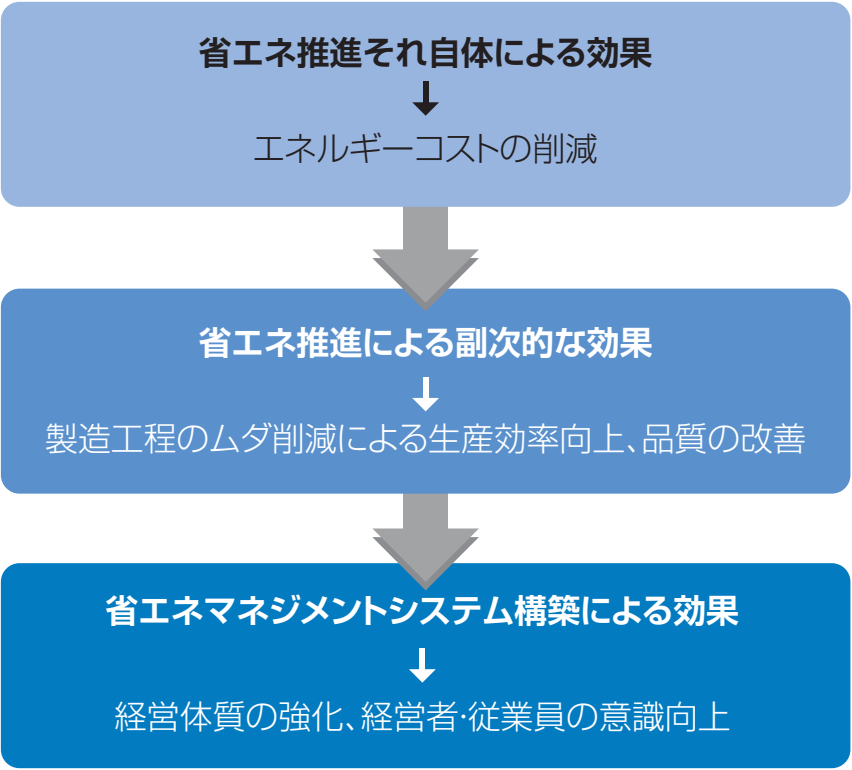 省エネ推進それ自体による効果
エネルギーコストの削減
省エネ推進による副次的な効果
製造工程のムダ削減による生産効率向上、品質の改善
省エネマネジメントシステム構築による効果
経営体質の強化、経営者・従業員の意識向上